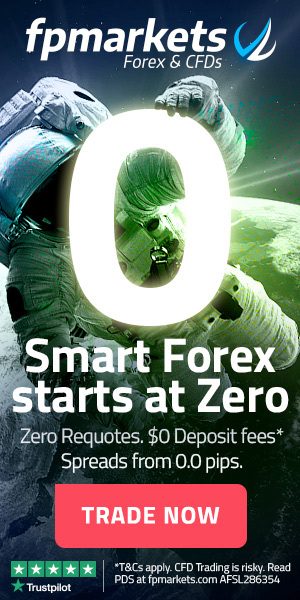 fpmarkets
Forex & CFDs
0
Smart Forex
starts at Zero
Zero Requotes. $0 Deposit fees*
Spreads from 0.0 pips.
TRADE NOW
Trustpilot
*T&Cs apply. CFD Trading is risky. Read
PDS at fpmarkets.com AFSL286354